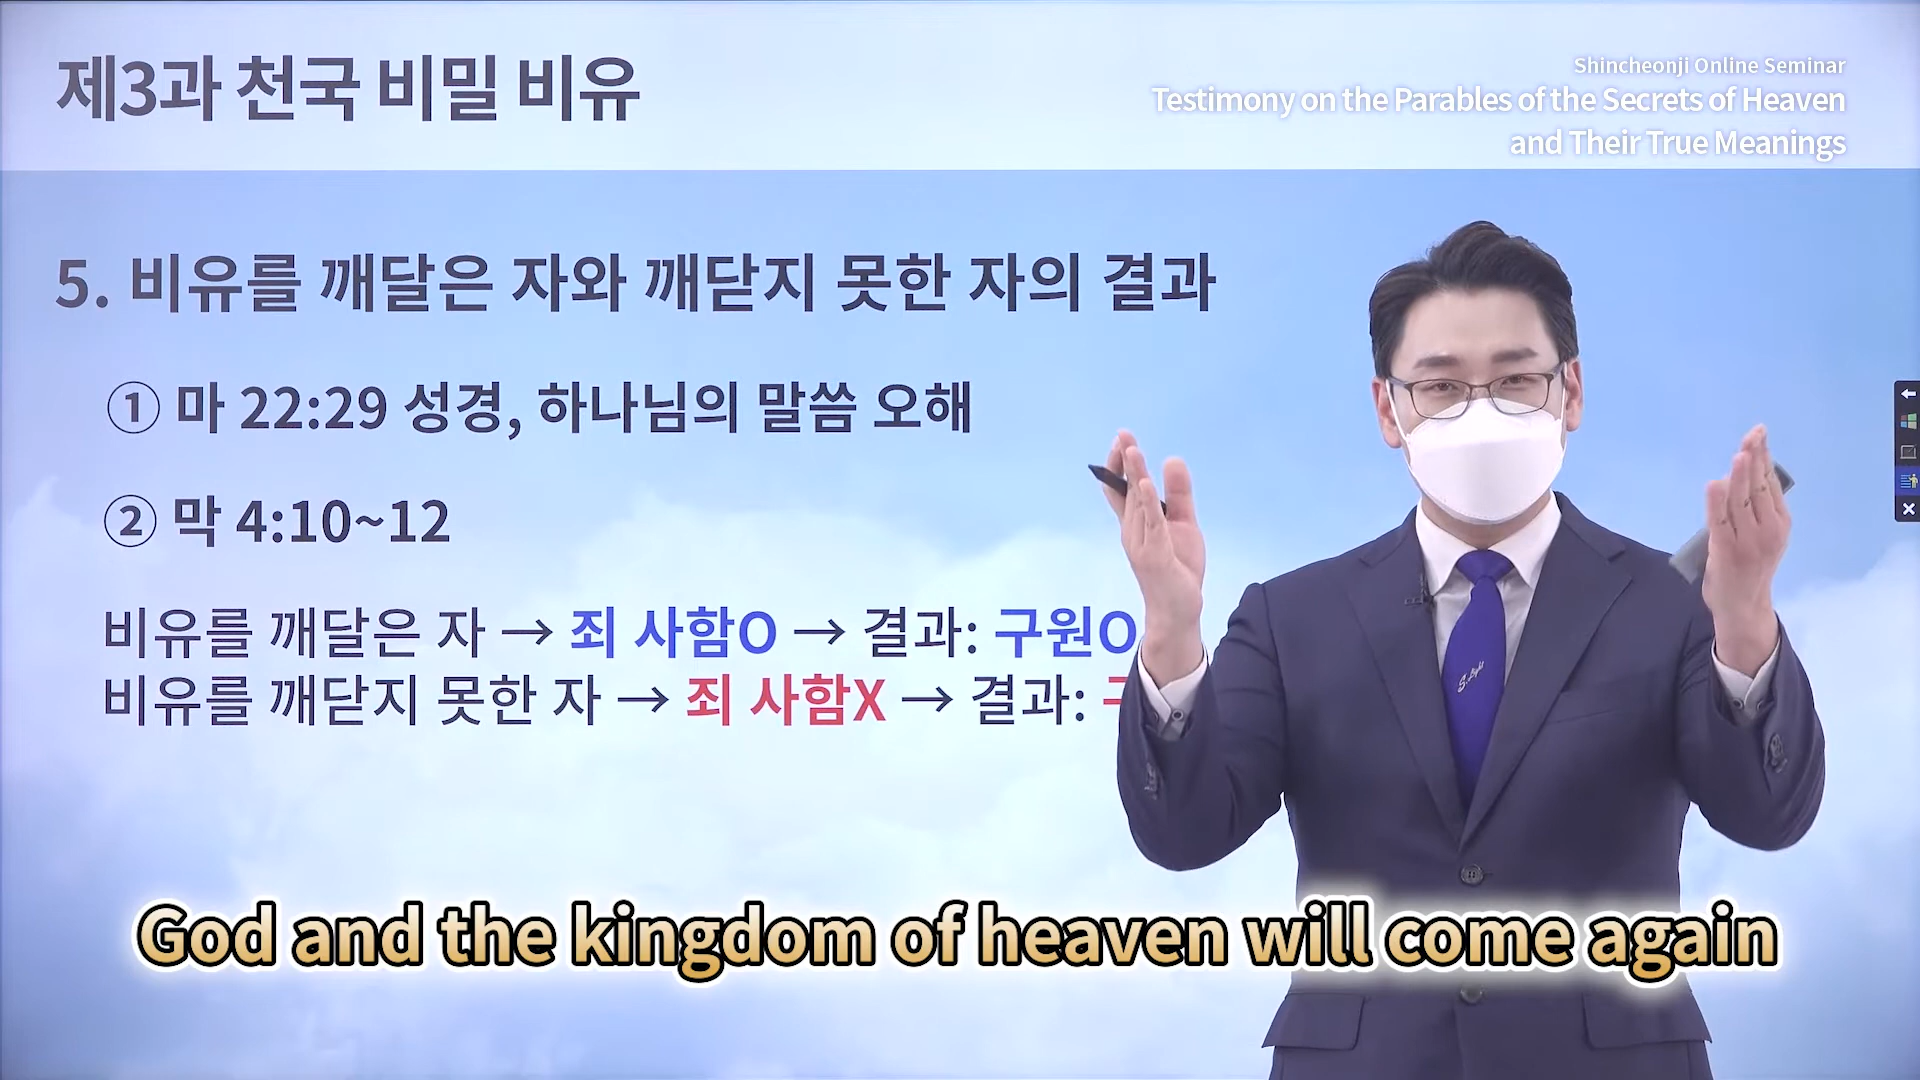 제3과 천국 비밀 비유
Shincheonji Online Seminar
Testimony on the Parables of the Secrets of Heaven
and Their True Meanings
5. 비유를 깨달은 자와 깨닫지 못한 자의 결과
① 마 22:29 성경, 하나님의 말씀 오해
② 막 4:10~12
비유를 깨달은 자 → 죄 사함O → 결과: 구원O
비유를 깨닫지 못한 자 → 죄 사함X → 결과:
S.Light
God and the kingdom of heaven will come again